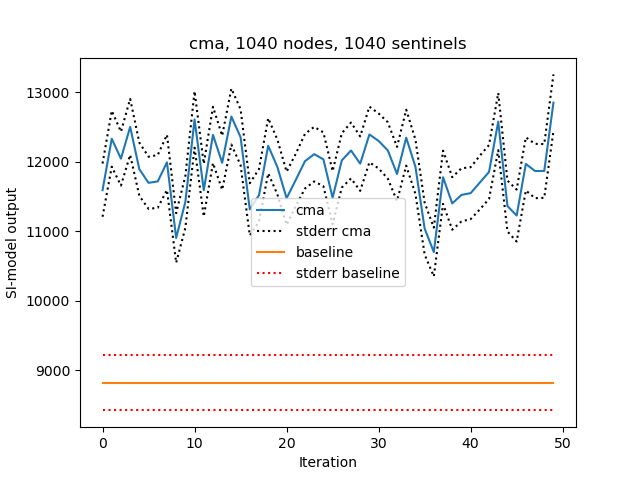 cma, 1040 nodes, 1040 sentinels
SI-model output
13000
12000
11000
10000
9000
cma
stderr cma
baseline
stderr baseline
0
10
20
30
40
50
Iteration